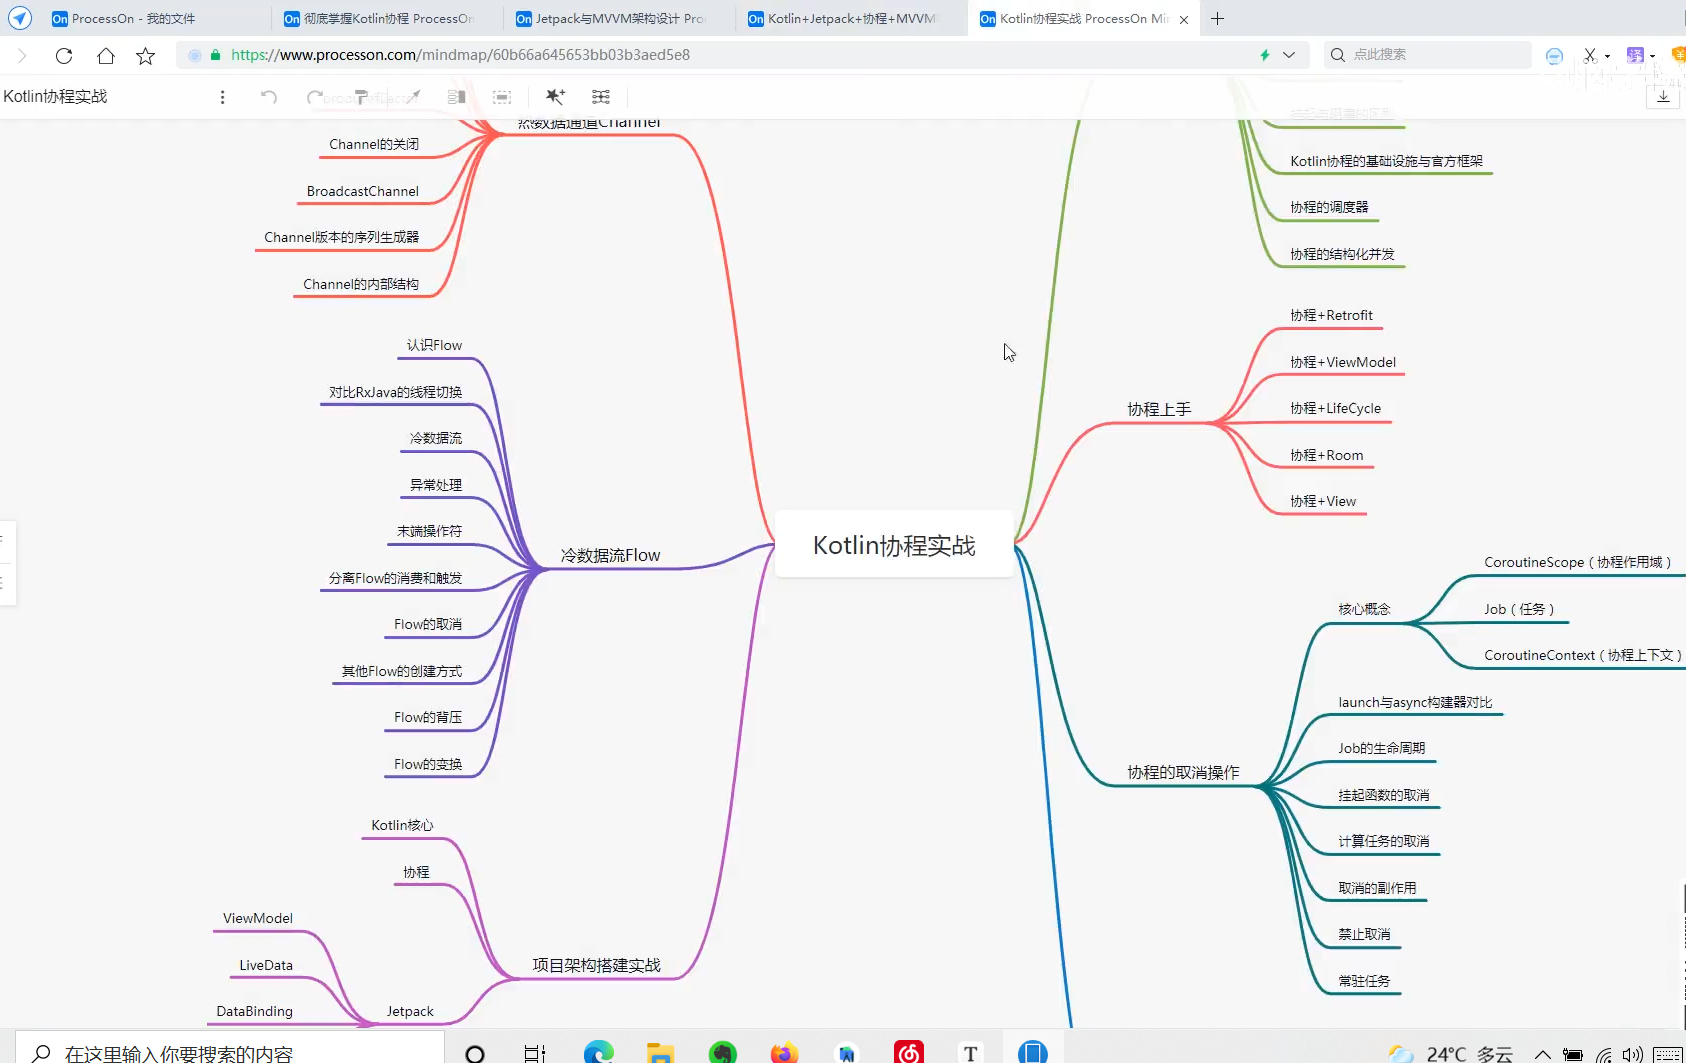 ProcessOn - 我的文件
彻底掌握Kotlin协程 ProcessOn
Jetpack与MVVM架构设计 Pro
Kotlin+Jetpack+协程+MVVM
Kotlin协程实战 ProcessOn Min
https://www.processon.com/mindmap/60b66a645653bb03b3aed5e8
点此搜索
Kotlin协程实战
热数据通道Channel
Channel的关闭
BroadcastChannel
Channel版本的序列生成器
Channel的内部结构
认识Flow
对比RxJava的线程切换
冷数据流
异常处理
末端操作符
分离Flow的消费和触发
Flow的取消
其他Flow的创建方式
Flow的背压
Flow的变换
冷数据流Flow
Kotlin核心
协程
ViewModel
LiveData
DataBinding
Jetpack
项目架构搭建实战
Kotlin协程实战
Kotlin协程的基础设施与官方框架
协程的调度器
协程的结构化并发
协程上手
协程+Retrofit
协程+ViewModel
协程+LifeCycle
协程+Room
协程+View
协程的取消操作
核心概念
CoroutineScope（协程作用域）
Job（任务）
CoroutineContext（协程上下文）
launch与async构建器对比
Job的生命周期
挂起函数的取消
计算任务的取消
取消的副作用
禁止取消
常驻任务
在这里输入你要搜索的内容
24°C 多云